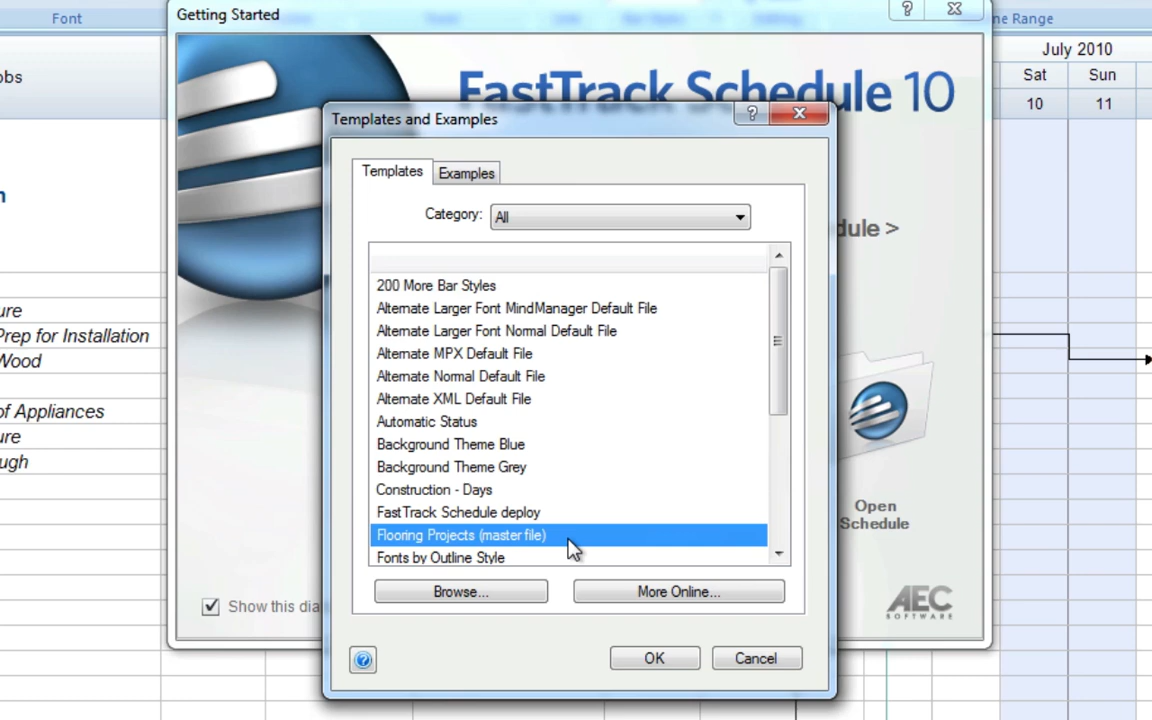 Font
Getting Started
ne Range
July 2010
Sat
Sun
10
11
obs
FastTrack Schedule 10
Templates and Examples
Templates
Examples
Category:
All
dule >
n
200 More Bar Styles
Alternate Larger Font MindManager Default File
Alternate Larger Font Normal Default File
Alternate MPX Default File
Alternate Normal Default File
Alternate XML Default File
Automatic Status
Background Theme Blue
Background Theme Grey
Construction - Days
FastTrack Schedule deploy
Flooring Projects (master file)
Fonts by Outline Style
ure
Prep for Installation
Wood
of Appliances
ure
ugh
Open
Schedule
Browse...
More Online...
Show this dia
AEC
SOFTWARE
OK
Cancel